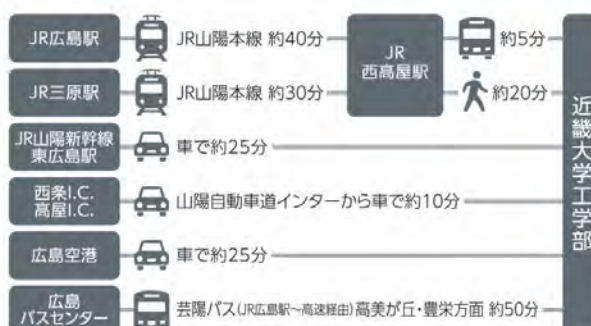 JR広島駅 JR山陽本線 約40分
JR三原駅 JR山陽本線 約30分
JR
西高屋駅
約5分
約20分
JR山陽新幹線
東広島駅
車で約25分
西条I.C.
高屋I.C.
山陽自動車道インターから車で約10分
広島空港 車で約25分
広島
バスセンター
芸陽バス(JR広島駅〜高速経由)高美が丘・豊栄方面 約50分
近畿大学工学部